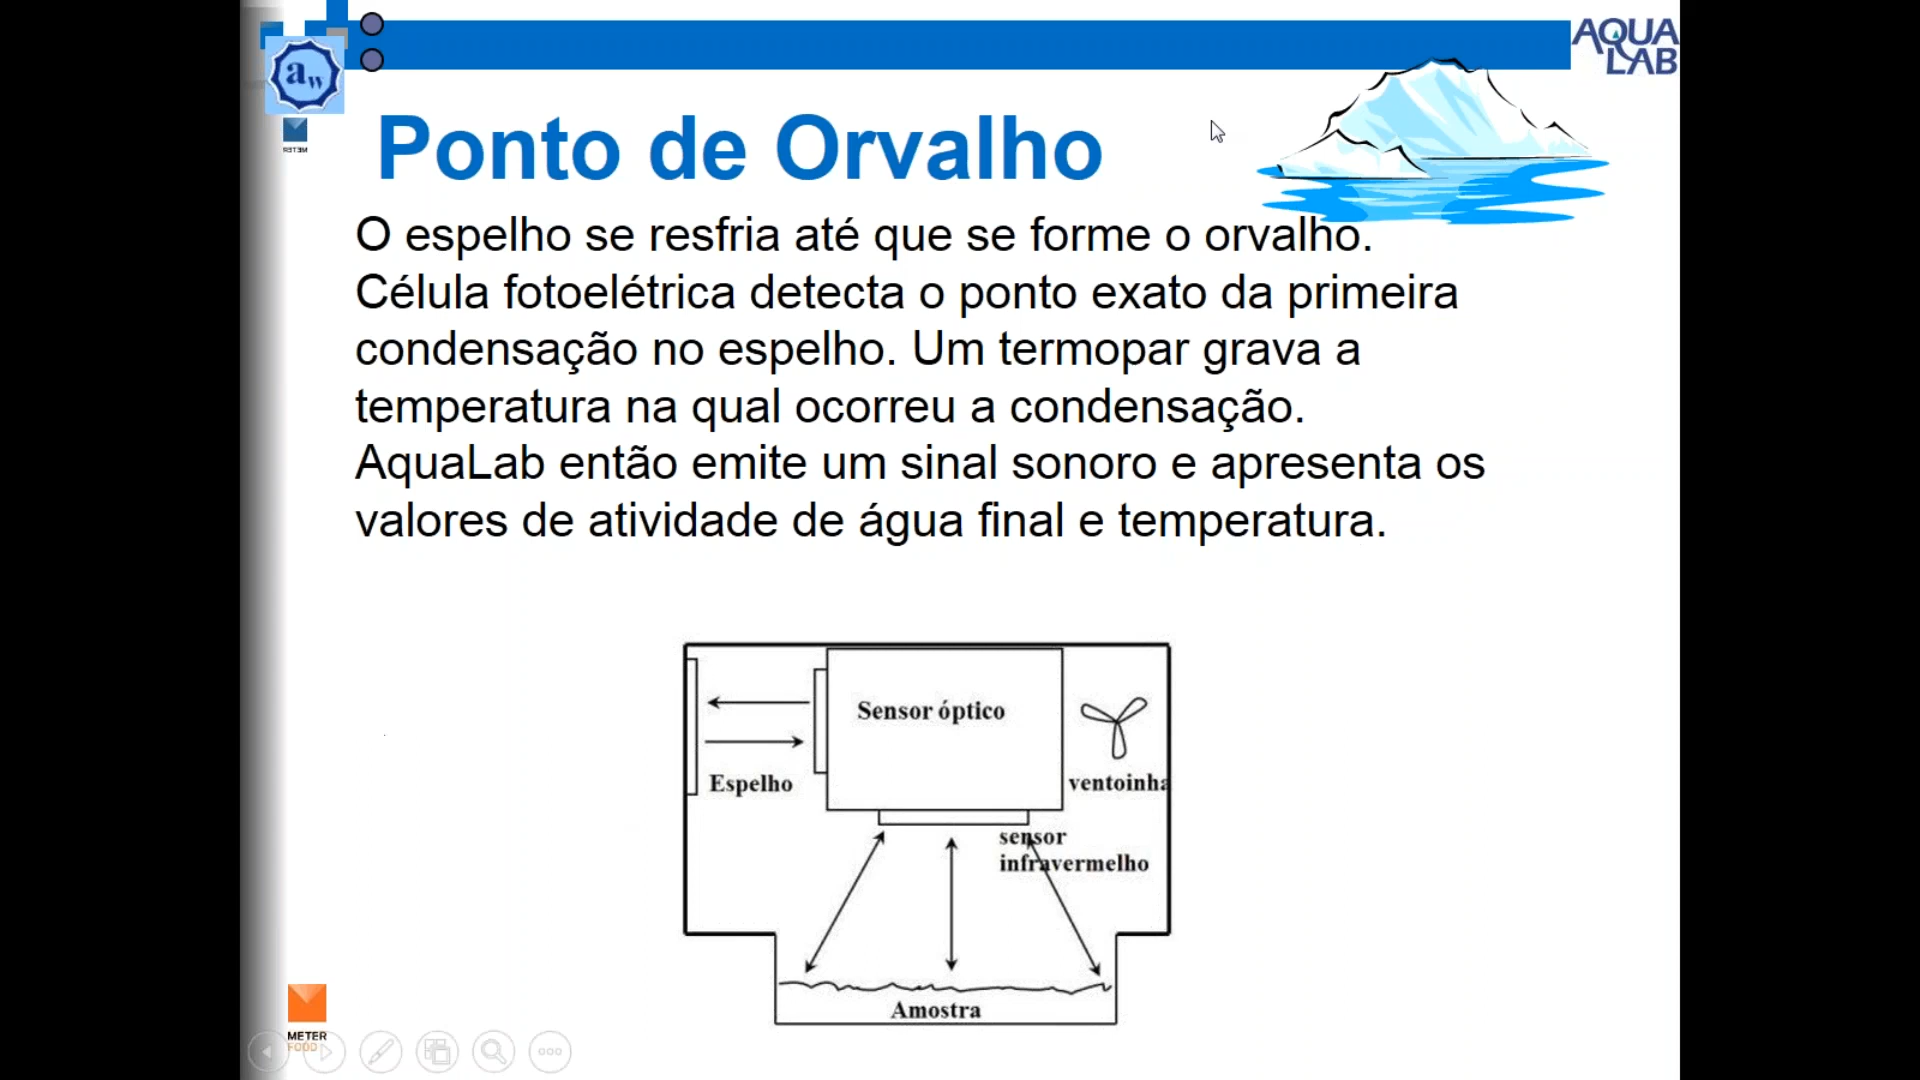 AQUA
LAB
aw
Ponto de Orvalho
O espelho se resfria até que se forme o orvalho.
Célula fotoelétrica detecta o ponto exato da primeira
condensação no espelho. Um termopar grava a
temperatura na qual ocorreu a condensação.
AquaLab então emite um sinal sonoro e apresenta os
valores de atividade de água final e temperatura.
Sensor óptico
Espelho
ventoinha
sensor
infravermelho
Amostra
METER
FOOD